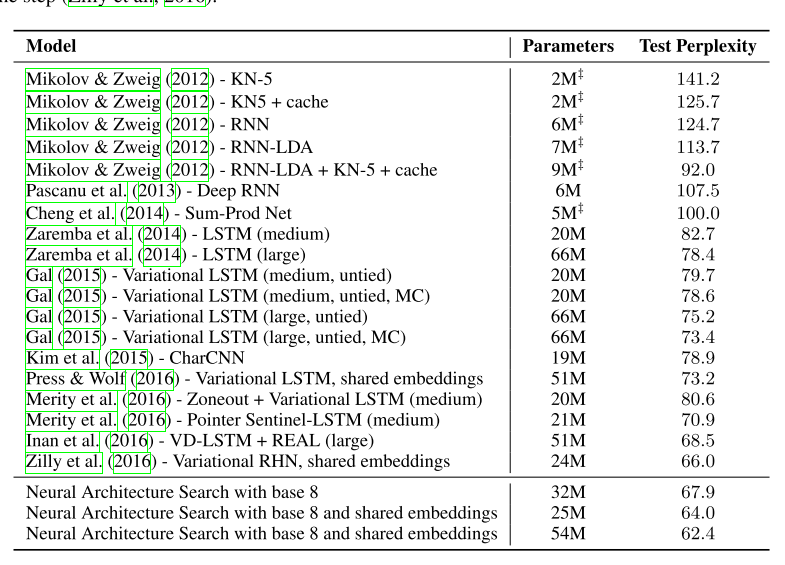 ne step (Zilly et al., 2016).
Model Parameters Test Perplexity
Mikolov & Zweig (2012) - KN-5 2M‡ 141.2
Mikolov & Zweig (2012) - KN5 + cache 2M‡ 125.7
Mikolov & Zweig (2012) - RNN 6M‡ 124.7
Mikolov & Zweig (2012) - RNN-LDA 7M‡ 113.7
Mikolov & Zweig (2012) - RNN-LDA + KN-5 + cache 9M‡ 92.0
Pascanu et al. (2013) - Deep RNN 6M 107.5
Cheng et al. (2014) - Sum-Prod Net 5M‡ 100.0
Zaremba et al. (2014) - LSTM (medium) 20M 82.7
Zaremba et al. (2014) - LSTM (large) 66M 78.4
Gal (2015) - Variational LSTM (medium, untied) 20M 79.7
Gal (2015) - Variational LSTM (medium, untied, MC) 20M 78.6
Gal (2015) - Variational LSTM (large, untied) 66M 75.2
Gal (2015) - Variational LSTM (large, untied, MC) 66M 73.4
Kim et al. (2015) - CharCNN 19M 78.9
Press & Wolf (2016) - Variational LSTM, shared embeddings 51M 73.2
Merity et al. (2016) - Zoneout + Variational LSTM (medium) 20M 80.6
Merity et al. (2016) - Pointer Sentinel-LSTM (medium) 21M 70.9
Inan et al. (2016) - VD-LSTM + REAL (large) 51M 68.5
Zilly et al. (2016) - Variational RHN, shared embeddings 24M 66.0
Neural Architecture Search with base 8 32M 67.9
Neural Architecture Search with base 8 and shared embeddings 25M 64.0
Neural Architecture Search with base 8 and shared embeddings 54M 62.4